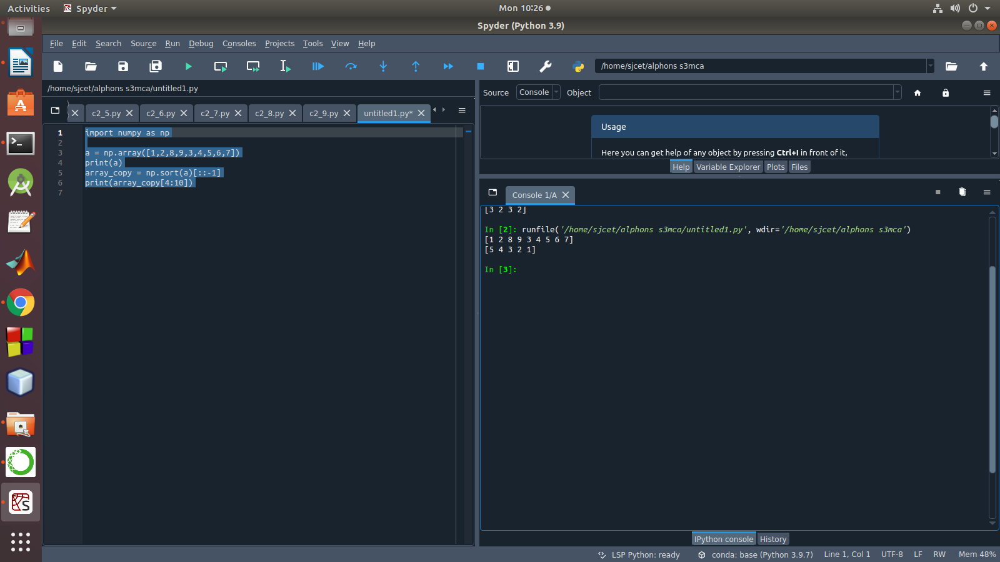 Activities Spyder Mon 10:26
Spyder (Python 3.9)
File Edit Search Source Run Debug Consoles Projects Tools View Help
/home/sjcet/alphons s3mca
/home/sjcet/alphons s3mca/untitled1.py
c2_5.py c2_6.py c2_7.py c2_8.py c2_9.py untitled1.py*
1 import numpy as np
2
3 a = np.array([1,2,8,9,3,4,5,6,7])
4 print(a)
5 array_copy = np.sort(a)[::-1]
6 print(array_copy[4:10])
7
Source Console Object
Usage
Here you can get help of any object by pressing Ctrl+I in front of it,
Help Variable Explorer Plots Files
Console 1/A
[3 2 3 2]
In [2]: runfile('/home/sjcet/alphons s3mca/untitled1.py', wdir='/home/sjcet/alphons s3mca')
[1 2 8 9 3 4 5 6 7]
[5 4 3 2 1]
In [3]:
IPython console History
LSP Python: ready conda: base (Python 3.9.7) Line 1, Col 1 UTF-8 LF RW Mem 48%